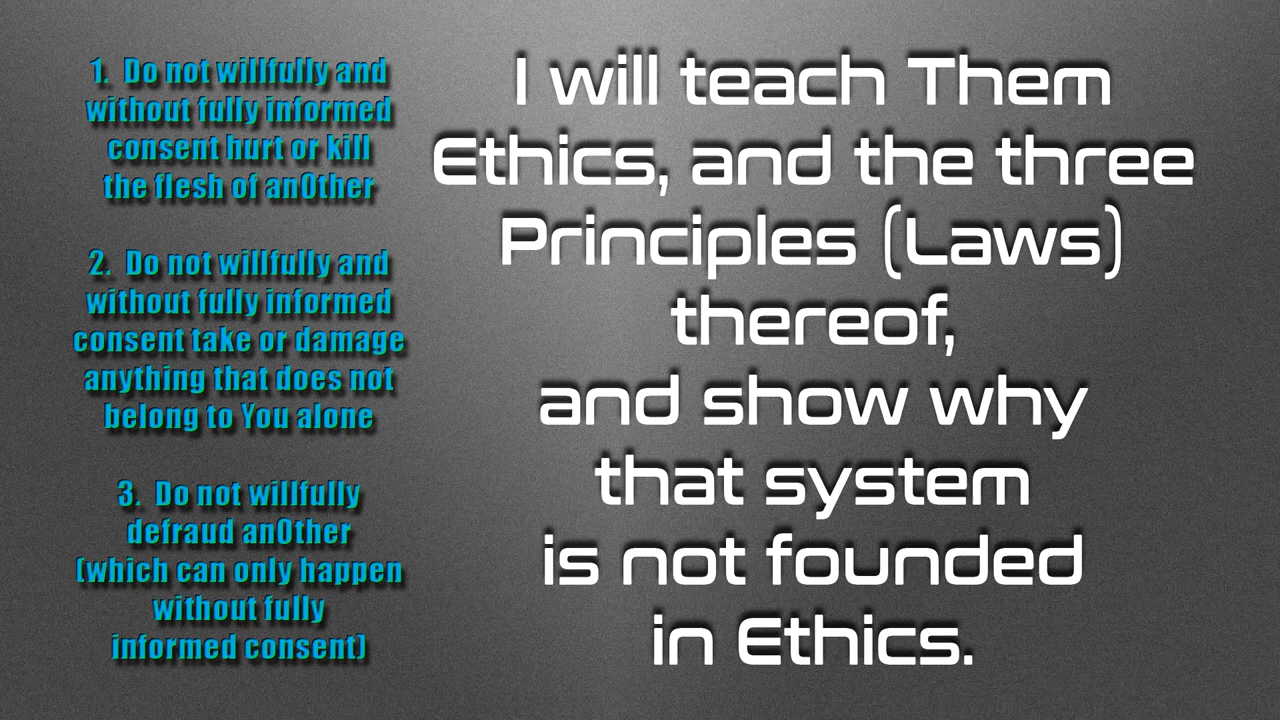 1.  Do not willfully and
without fully informed
consent hurt or kill
the flesh of anOther
2.  Do not willfully and
without fully informed
consent take or damage
anything that does not
belong to You alone
3.  Do not willfully
defraud anOther
(which can only happen
without fully
informed consent)
I will teach Them
Ethics, and the three
Principles (Laws)
thereof,
and show why
that system
is not founded
in Ethics.